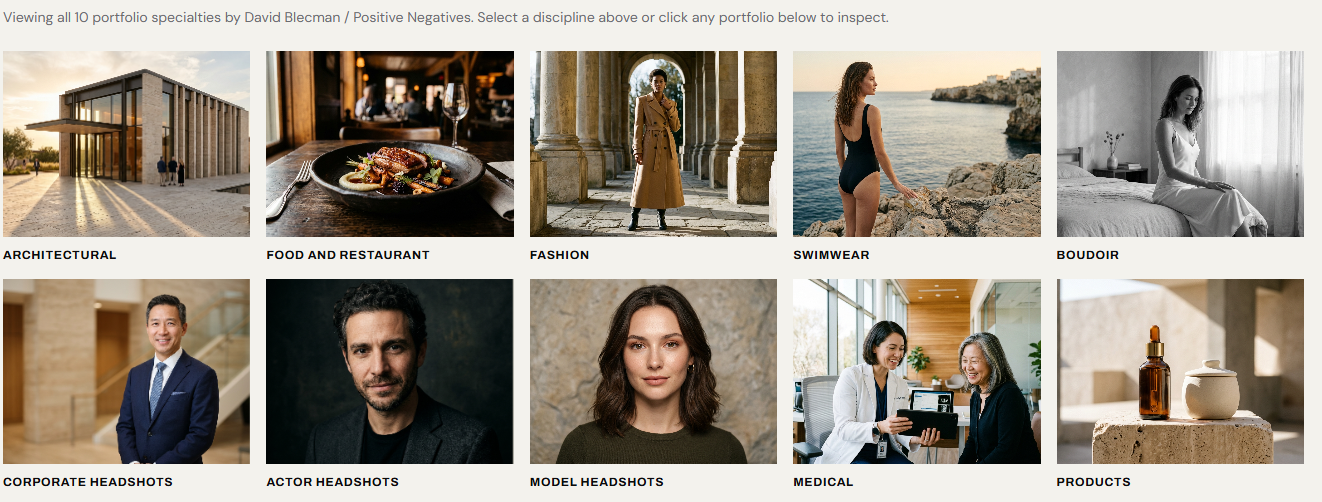 Viewing all 10 portfolio specialties by David Blecman / Positive Negatives. Select a discipline above or click any portfolio below to inspect.
ARCHITECTURAL
FOOD AND RESTAURANT
FASHION
SWIMWEAR
BOUDOIR
CORPORATE HEADSHOTS
ACTOR HEADSHOTS
MODEL HEADSHOTS
MEDICAL
PRODUCTS